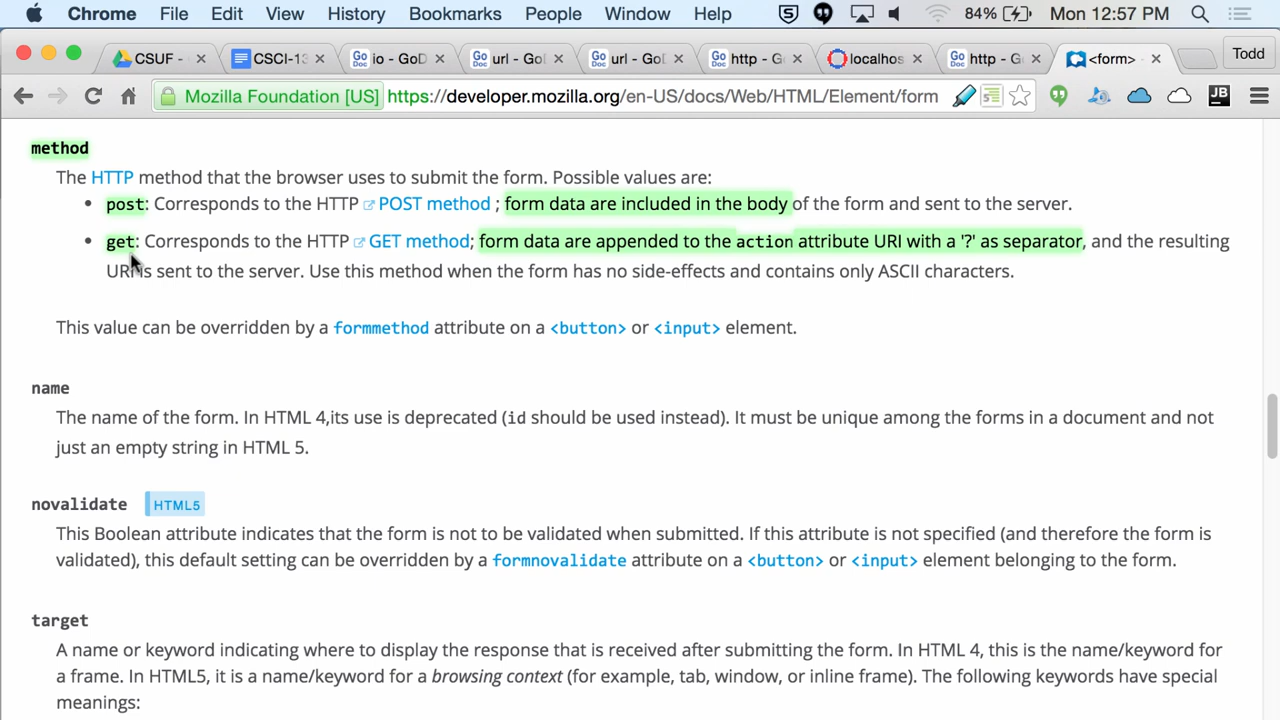 Chrome File Edit View History Bookmarks People Window Help 84% Mon 12:57 PM
CSUF - CSCI-13 Go Doc io - GoD Go Doc url - GoD Go Doc url - GoD Go Doc http - Go localhos Go Doc http - Go <form> Todd
Mozilla Foundation [US] https://developer.mozilla.org/en-US/docs/Web/HTML/Element/form JB
method
The HTTP method that the browser uses to submit the form. Possible values are:
• post: Corresponds to the HTTP POST method ; form data are included in the body of the form and sent to the server.
• get: Corresponds to the HTTP GET method; form data are appended to the action attribute URI with a '?' as separator, and the resulting
URI is sent to the server. Use this method when the form has no side-effects and contains only ASCII characters.
This value can be overridden by a formmethod attribute on a <button> or <input> element.
name
The name of the form. In HTML 4,its use is deprecated (id should be used instead). It must be unique among the forms in a document and not
just an empty string in HTML 5.
novalidate HTML5
This Boolean attribute indicates that the form is not to be validated when submitted. If this attribute is not specified (and therefore the form is
validated), this default setting can be overridden by a formnovalidate attribute on a <button> or <input> element belonging to the form.
target
A name or keyword indicating where to display the response that is received after submitting the form. In HTML 4, this is the name/keyword for
a frame. In HTML5, it is a name/keyword for a browsing context (for example, tab, window, or inline frame). The following keywords have special
meanings: